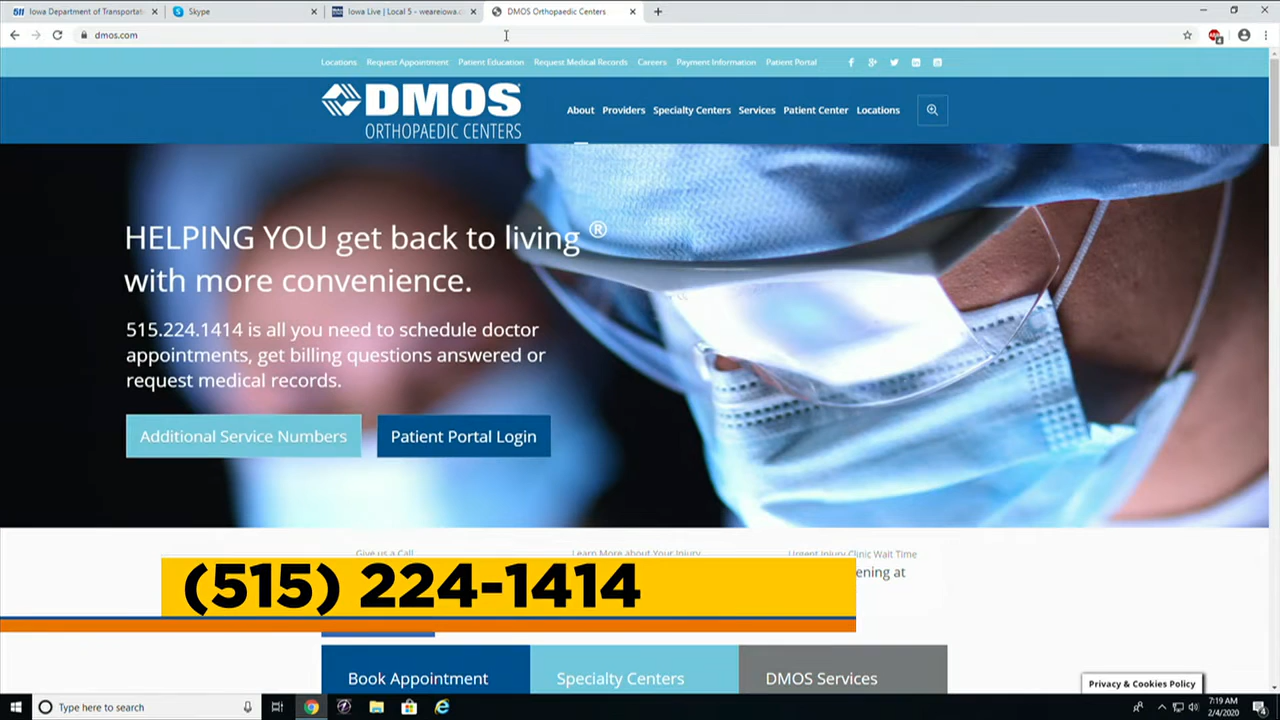 Iowa Department of Transportat
Skype
Iowa Live | Local 5 - weareiowa.c
DMOS Orthopaedic Centers
dmos.com
Locations Request Appointment Patient Education Request Medical Records Careers Payment Information Patient Portal
DMOS
ORTHOPAEDIC CENTERS
About Providers Specialty Centers Services Patient Center Locations
HELPING YOU get back to living ®
with more convenience.
515.224.1414 is all you need to schedule doctor
appointments, get billing questions answered or
request medical records.
Additional Service Numbers
Patient Portal Login
Give us a Call
Learn More about Your Injury
Urgent Injury Clinic Wait Time
ening at
(515) 224-1414
Book Appointment
Specialty Centers
DMOS Services
Privacy & Cookies Policy
Type here to search
7:19 AM
2/4/2020